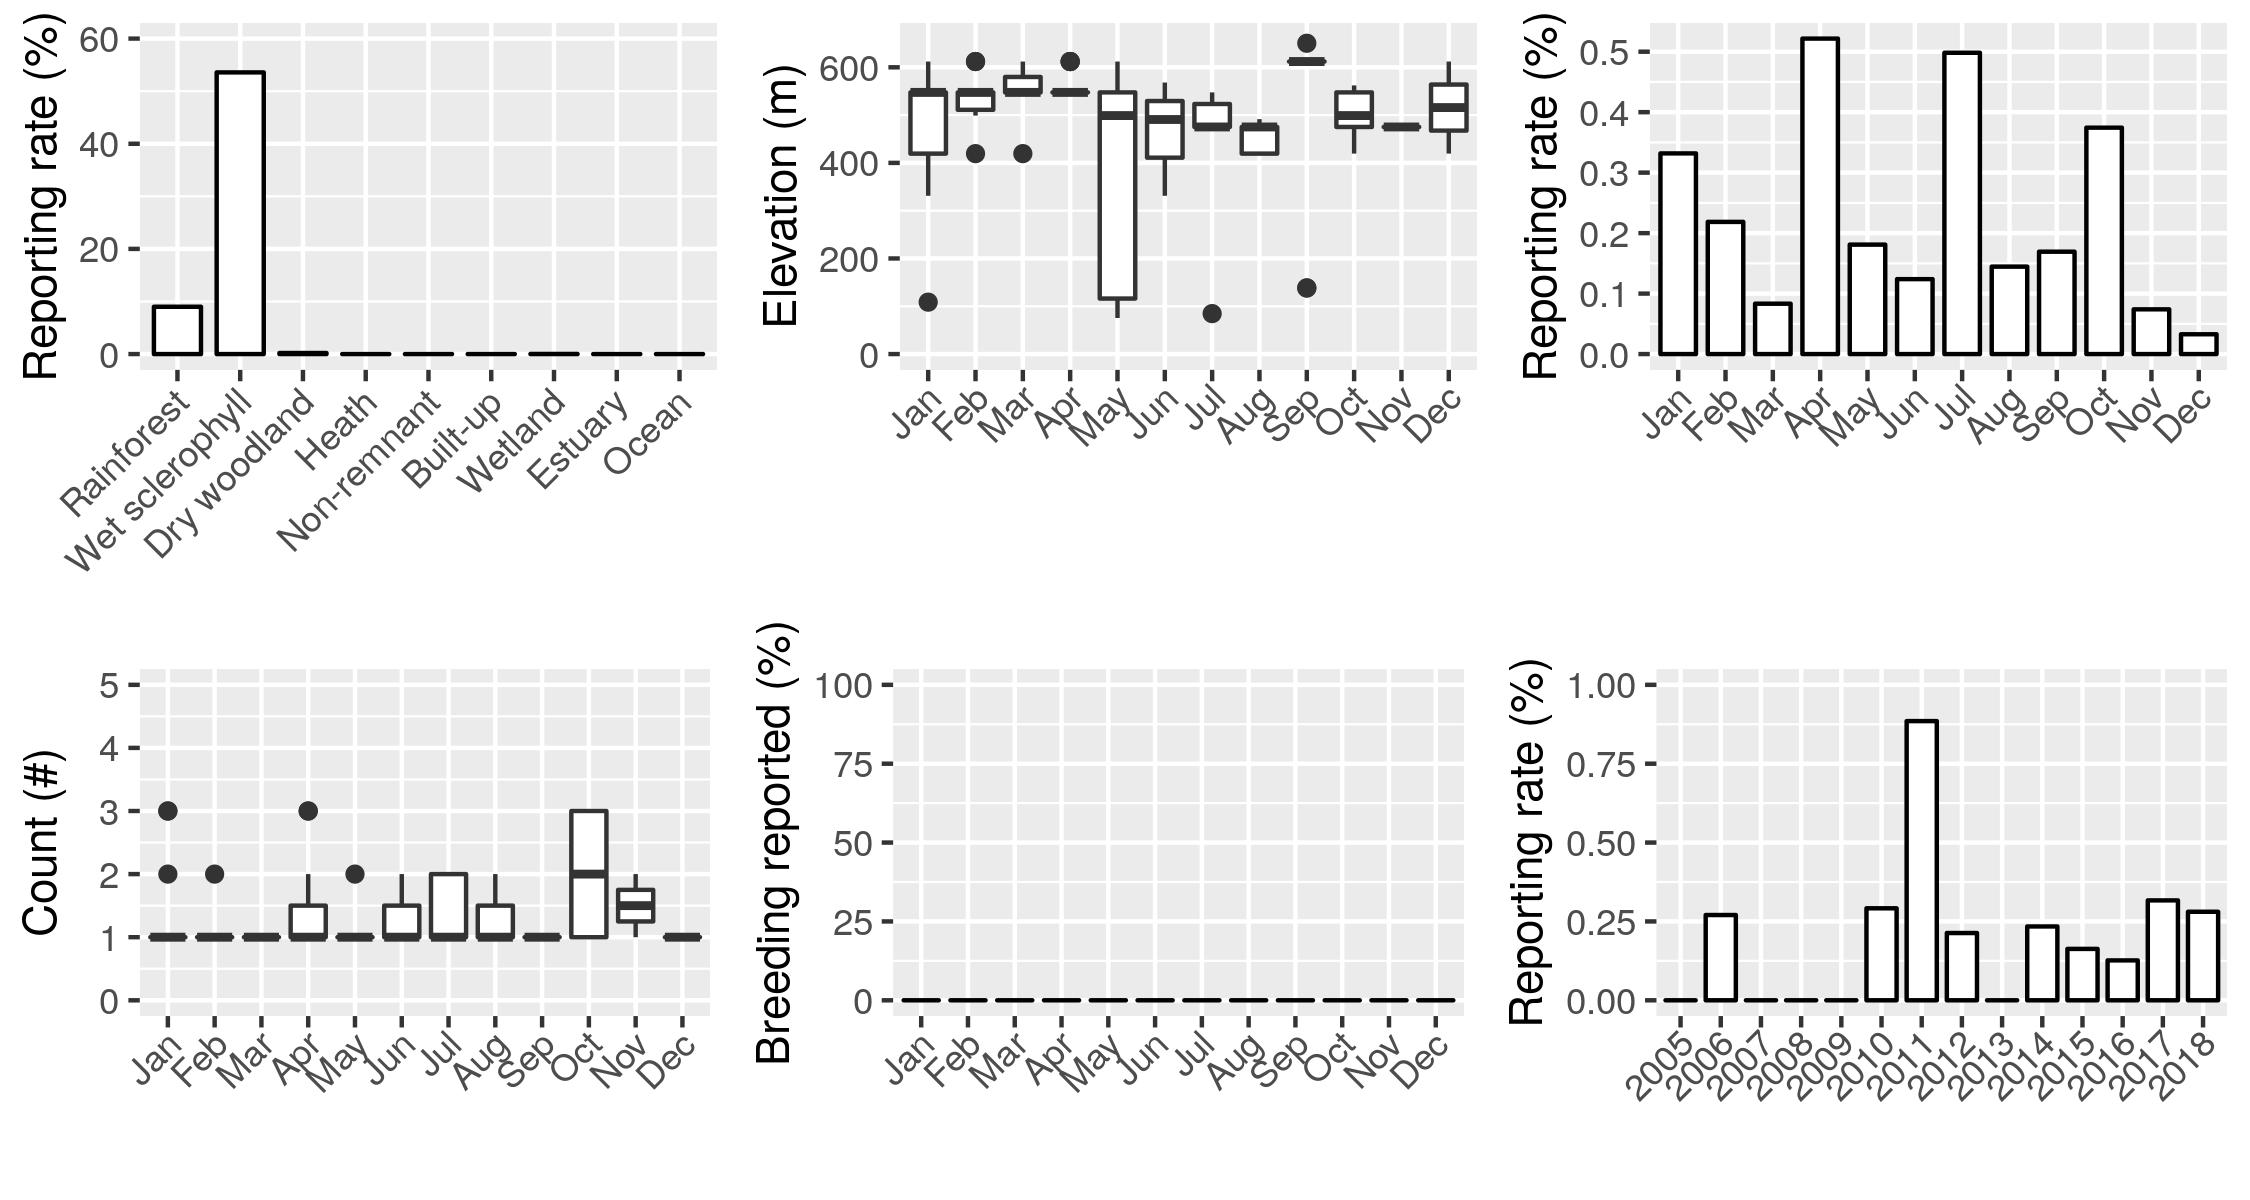 Reporting rate (%)
60
40
20
0
Rainforest
Wet sclerophyll
Dry woodland
Heath
Non-remnant
Built-up
Wetland
Estuary
Ocean
Elevation (m)
600
400
200
0
Jan
Feb
Mar
Apr
May
Jun
Jul
Aug
Sep
Oct
Nov
Dec
Reporting rate (%)
0.5
0.4
0.3
0.2
0.1
0.0
Jan
Feb
Mar
Apr
May
Jun
Jul
Aug
Sep
Oct
Nov
Dec
Count (#)
5
4
3
2
1
0
Jan
Feb
Mar
Apr
May
Jun
Jul
Aug
Sep
Oct
Nov
Dec
Breeding reported (%)
100
75
50
25
0
Jan
Feb
Mar
Apr
May
Jun
Jul
Aug
Sep
Oct
Nov
Dec
Reporting rate (%)
1.00
0.75
0.50
0.25
0.00
2005
2006
2007
2008
2009
2010
2011
2012
2013
2014
2015
2016
2017
2018